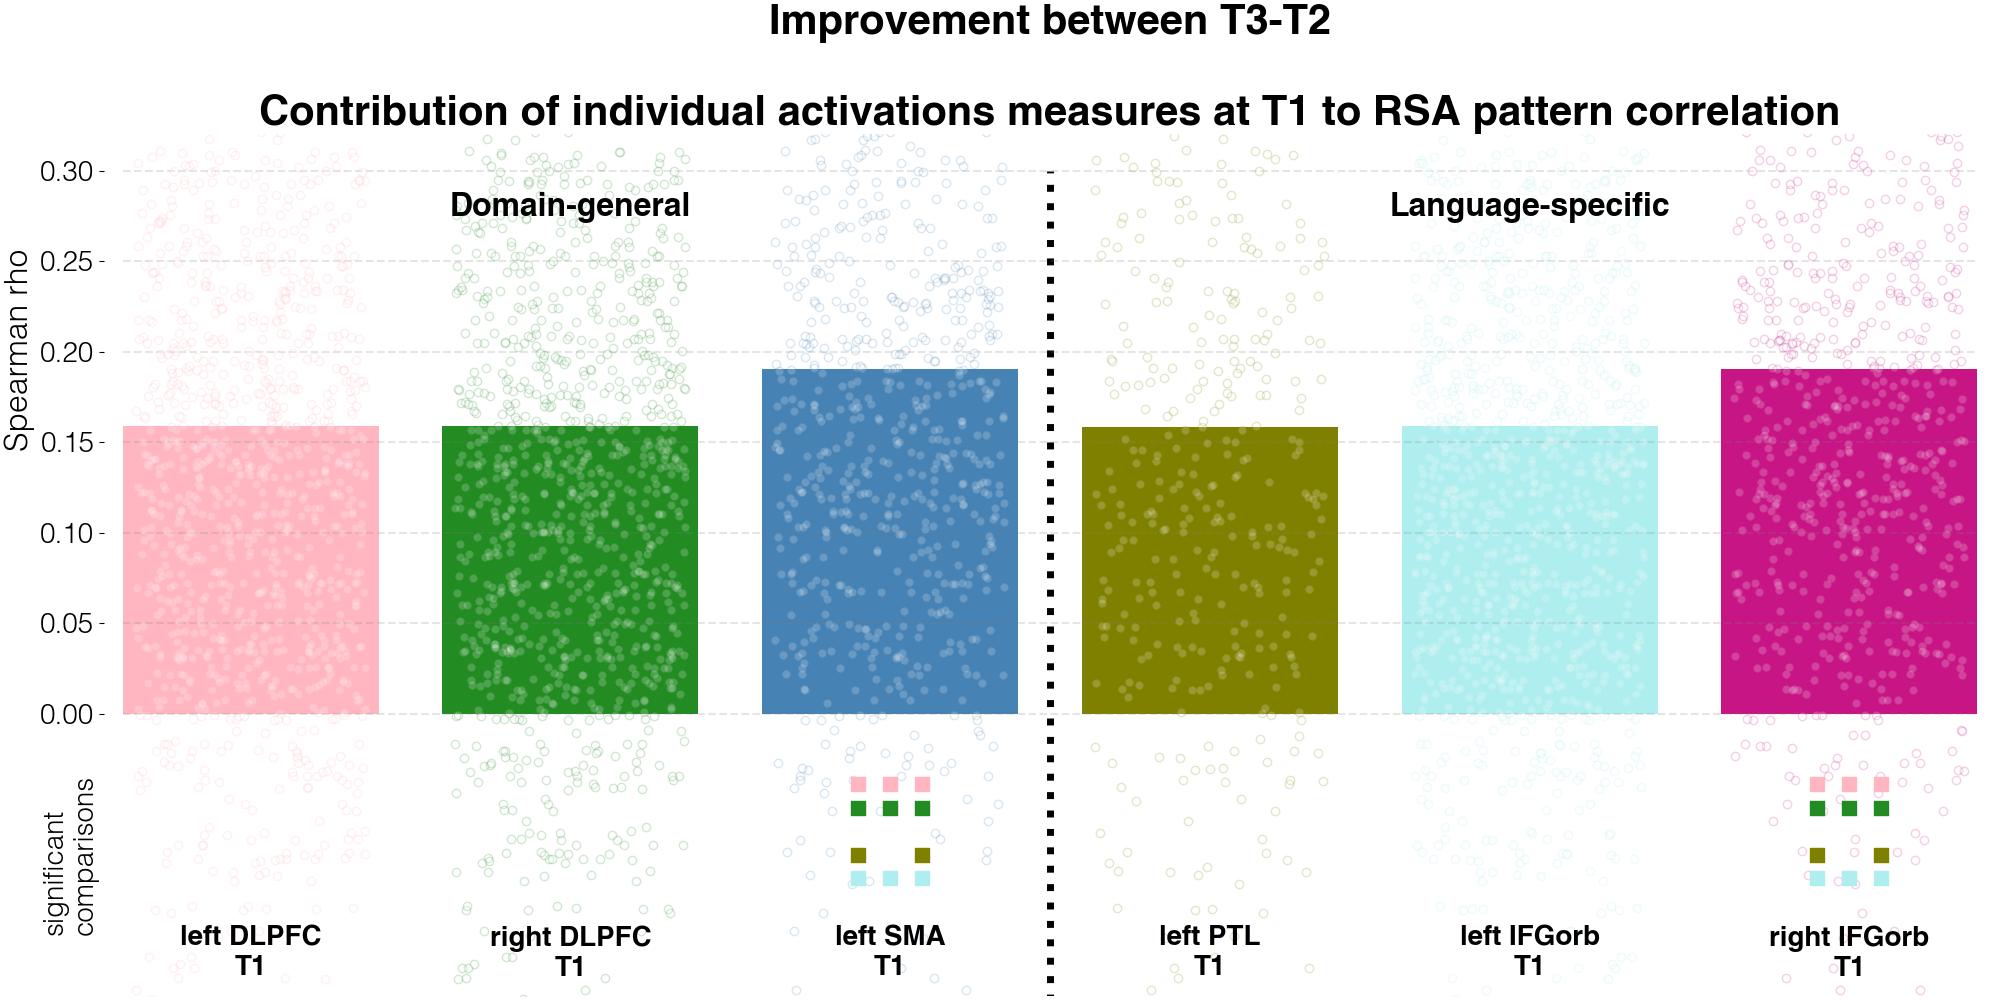 Improvement between T3-T2
Contribution of individual activations measures at T1 to RSA pattern correlation
Domain-general
Language-specific
Spearman rho
0.30
0.25
0.20
0.15
0.10
0.05
0.00
significant
comparisons
left DLPFC
T1
right DLPFC
T1
left SMA
T1
left PTL
T1
left IFGorb
T1
right IFGorb
T1